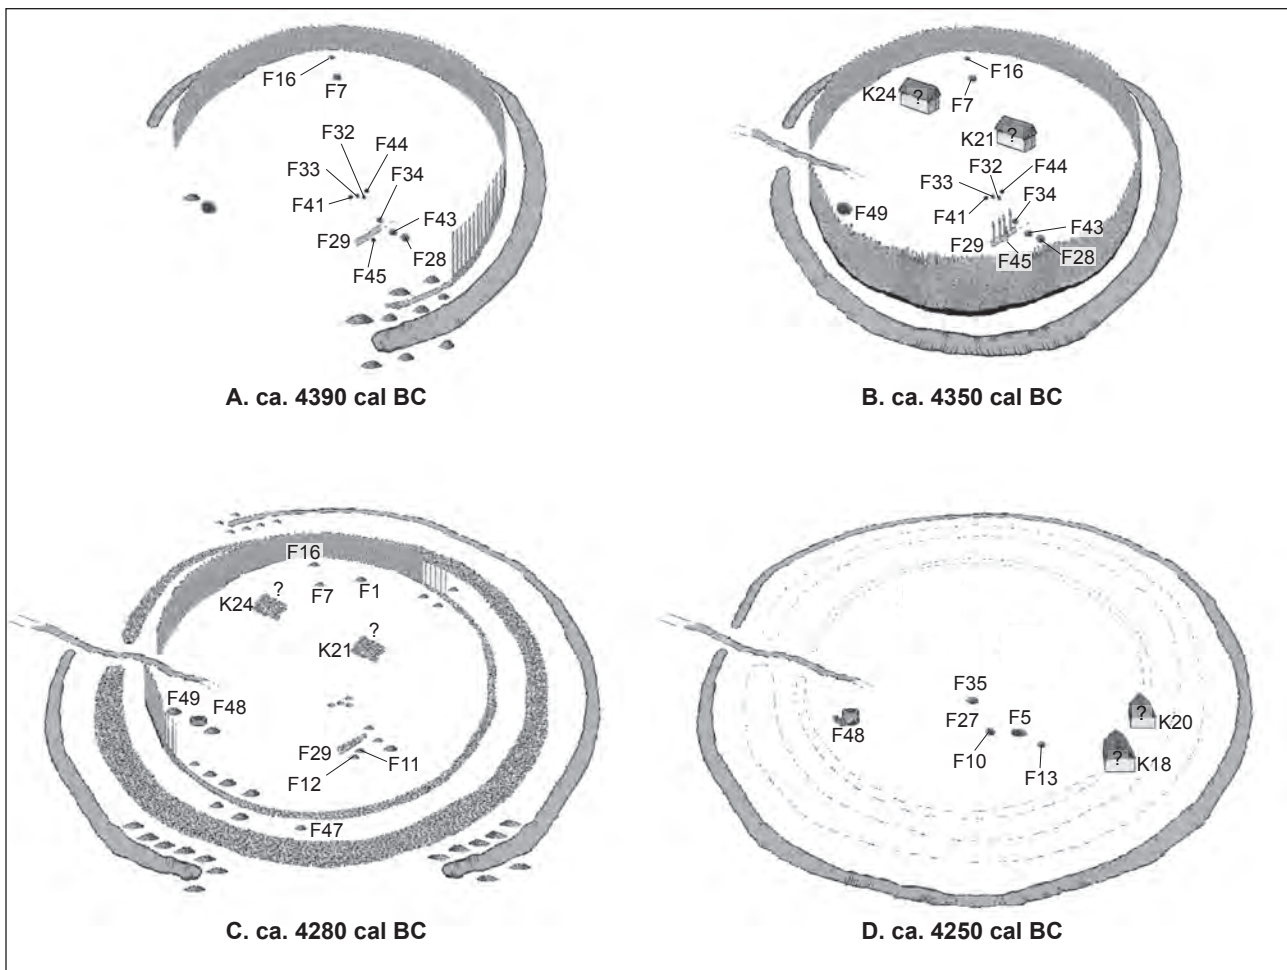 F16
F7
F32
F44
F33
F34
F41
F43
F29
F28
F45
A. ca. 4390 cal BC
F16
K24
?
F7
K21
?
F32
F44
F33
F34
F41
F49
F43
F29
F45
F28
B. ca. 4350 cal BC
F16
?
K24
F7
F1
?
K21
F49
F48
F29
F11
F12
F47
C. ca. 4280 cal BC
F35
F27
F5
?
K20
F48
F10
F13
?
K18
D. ca. 4250 cal BC